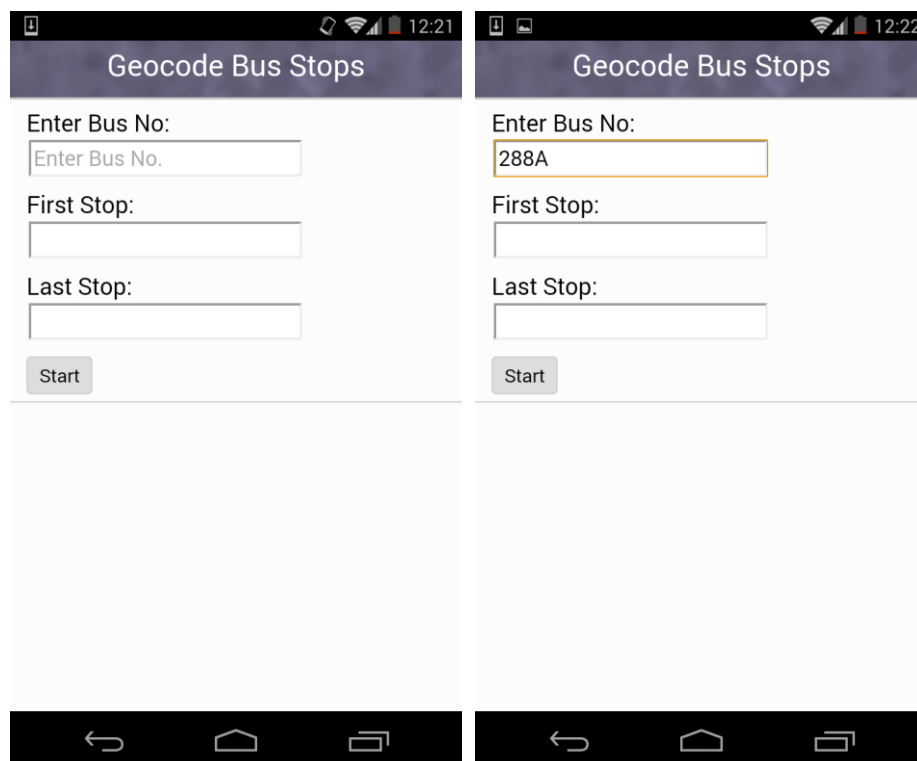 12:21
Geocode Bus Stops
Enter Bus No:
Enter Bus No.
First Stop:
Last Stop:
Start
12:22
Geocode Bus Stops
Enter Bus No:
288A
First Stop:
Last Stop:
Start